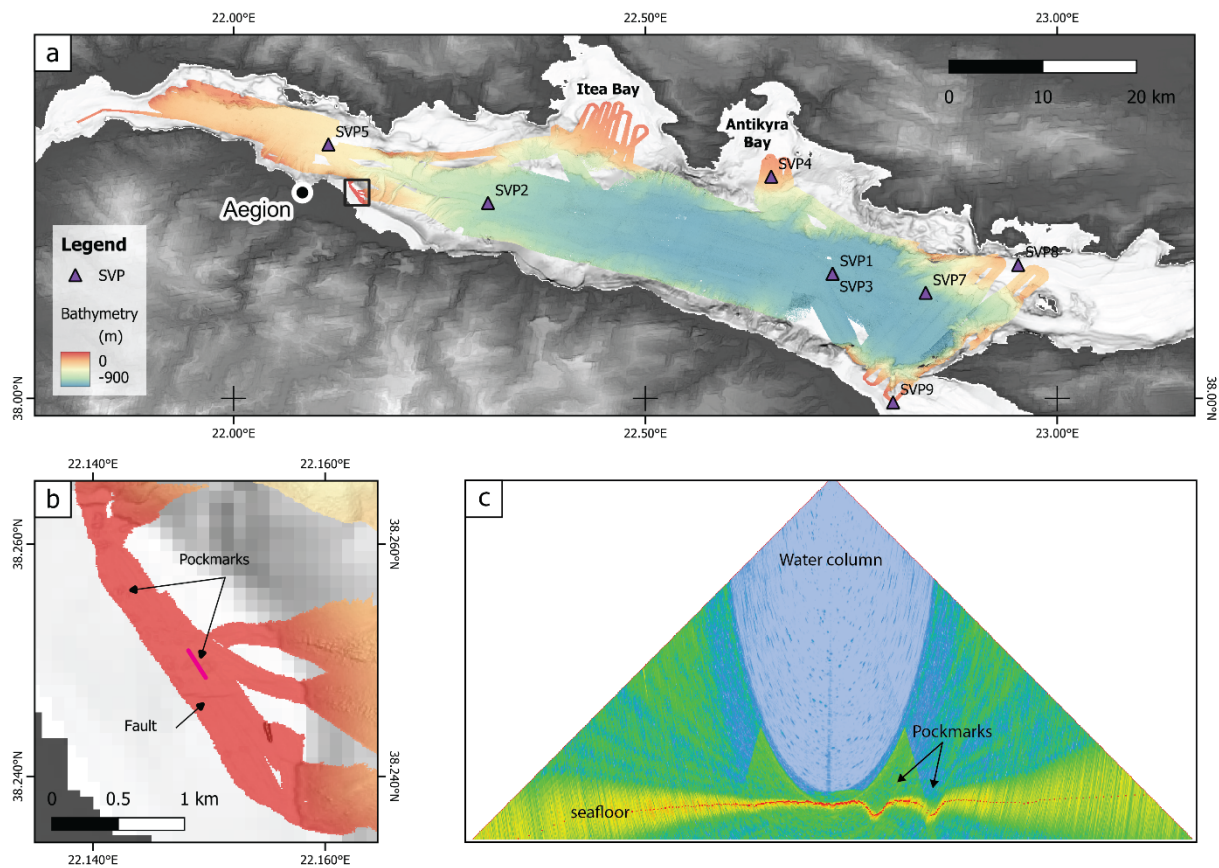 22.00°E 22.50°E 23.00°E
a
Itea Bay
0 10 20 km
Antikyra
Bay
SVP5
SVP4
Aegion
SVP2
Legend
SVP
SVP1
SVP8
SVP3
SVP7
Bathymetry
(m)
0
-900
38.00°N
SVP9
38.00°N
22.00°E 22.50°E 23.00°E
22.140°E 22.160°E
b
38.260°N
Pockmarks
38.260°N
Fault
38.240°N
38.240°N
0 0.5 1 km
22.140°E 22.160°E
c
Water column
Pockmarks
seafloor